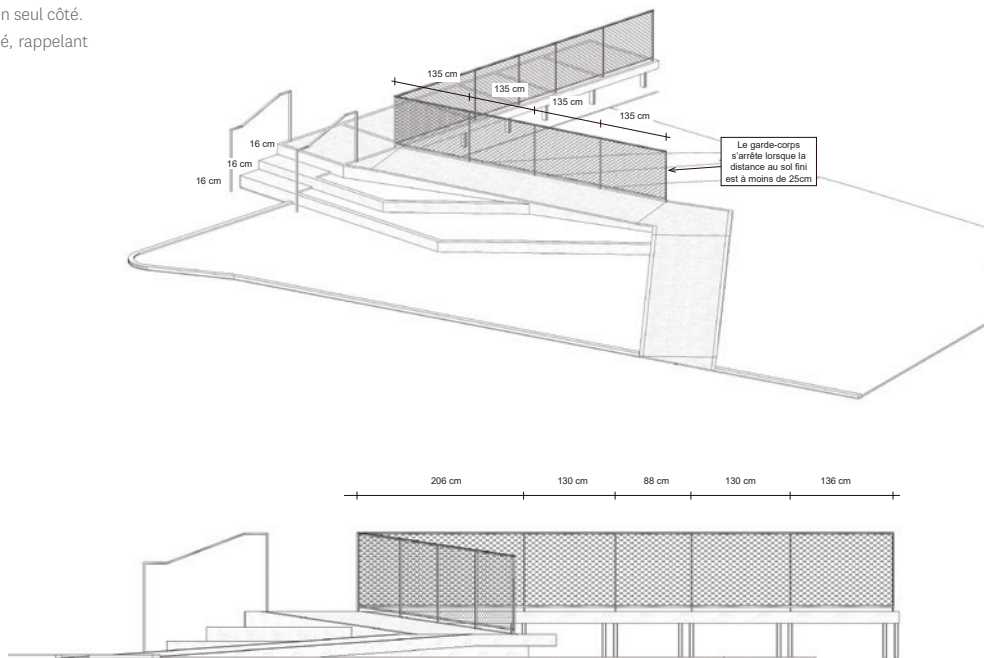 n seul côté.
é, rappelant
135 cm
135 cm
135 cm
135 cm
16 cm
16 cm
16 cm
Le garde-corps
s'arrête lorsque la
distance au sol fini
est à moins de 25cm
206 cm
130 cm
88 cm
130 cm
136 cm